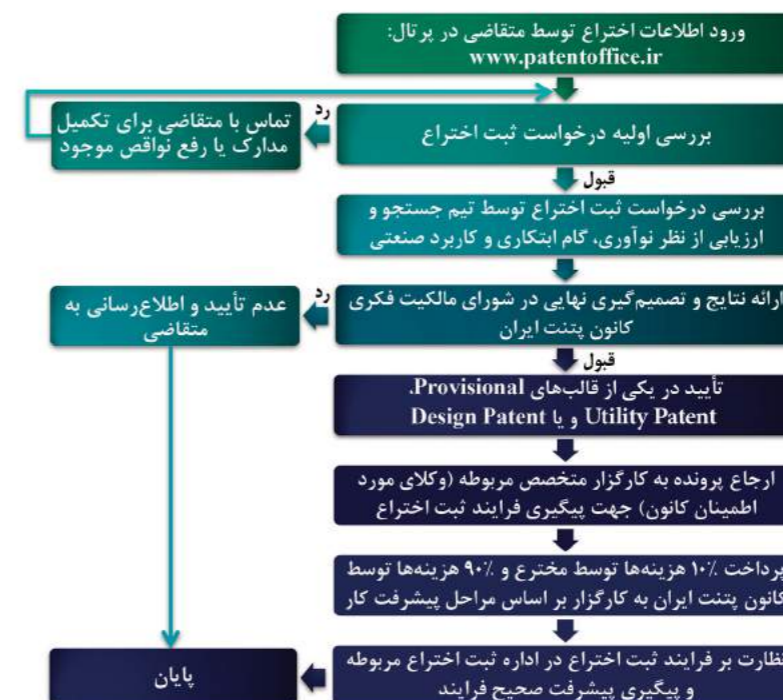 ورود اطلاعات اختراع توسط متقاضی در پرتال:
www.patentoffice.ir
بررسی اولیه درخواست ثبت اختراع
رد
تماس با متقاضی برای تکمیل
مدارک یا رفع نواقص موجود
قبول
بررسی درخواست ثبت اختراع توسط تیم جستجو و
ارزیابی از نظر نوآوری، گام ابتکاری و کاربرد صنعتی
ارائه نتایج و تصمیم‌گیری نهایی در شورای مالکیت فکری
کانون پتنت ایران
رد
عدم تأیید و اطلاع‌رسانی به
متقاضی
قبول
تأیید در یکی از قالب‌های Provisional،
Utility Patent و یا Design Patent
ارجاع پرونده به کارگزار متخصص مربوطه (وکلای مورد
اطمینان کانون) جهت پیگیری فرایند ثبت اختراع
پرداخت ۱۰٪ هزینه‌ها توسط مخترع و ۹۰٪ هزینه‌ها توسط
کانون پتنت ایران به کارگزار بر اساس مراحل پیشرفت کار
نظارت بر فرایند ثبت اختراع در اداره ثبت اختراع مربوطه
و پیگیری پیشرفت صحیح فرایند
پایان